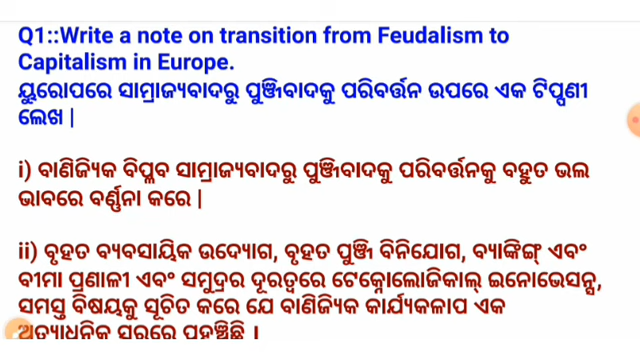 Q1::Write a note on transition from Feudalism to
Capitalism in Europe.
ୟୁରୋପରେ ସାମ୍ରାଜ୍ୟବାଦରୁ ପୁଞ୍ଜିବାଦକୁ ପରିବର୍ତ୍ତନ ଉପରେ ଏକ ଟିପ୍ପଣୀ
ଲେଖ |
i) ବାଣିଜ୍ୟିକ ବିପ୍ଳବ ସାମ୍ରାଜ୍ୟବାଦରୁ ପୁଞ୍ଜିବାଦକୁ ପରିବର୍ତ୍ତନକୁ ବହୁତ ଭଲ
ଭାବରେ ବର୍ଣ୍ଣନା କରେ |
ii) ବୃହତ ବ୍ୟବସାୟିକ ଉଦ୍ୟୋଗ, ବୃହତ ପୁଞ୍ଜି ବିନିଯୋଗ, ବ୍ୟାଙ୍କିଙ୍ଗ୍ ଏବଂ
ବୀମା ପ୍ରଣାଳୀ ଏବଂ ସମୁଦ୍ରର ଦୂରତ୍ୱରେ ଟେକ୍ନୋଲୋଜିକାଲ୍ ଇନୋଭେସନ୍ସ,
ସମସ୍ତ ବିଷୟକୁ ସୂଚିତ କରେ ଯେ ବାଣିଜ୍ୟିକ କାର୍ଯ୍ୟକଳାପ ଏକ
ଅତ୍ୟାଧୁନିକ ସ୍ତରରେ ପହଞ୍ଚିଛି ।